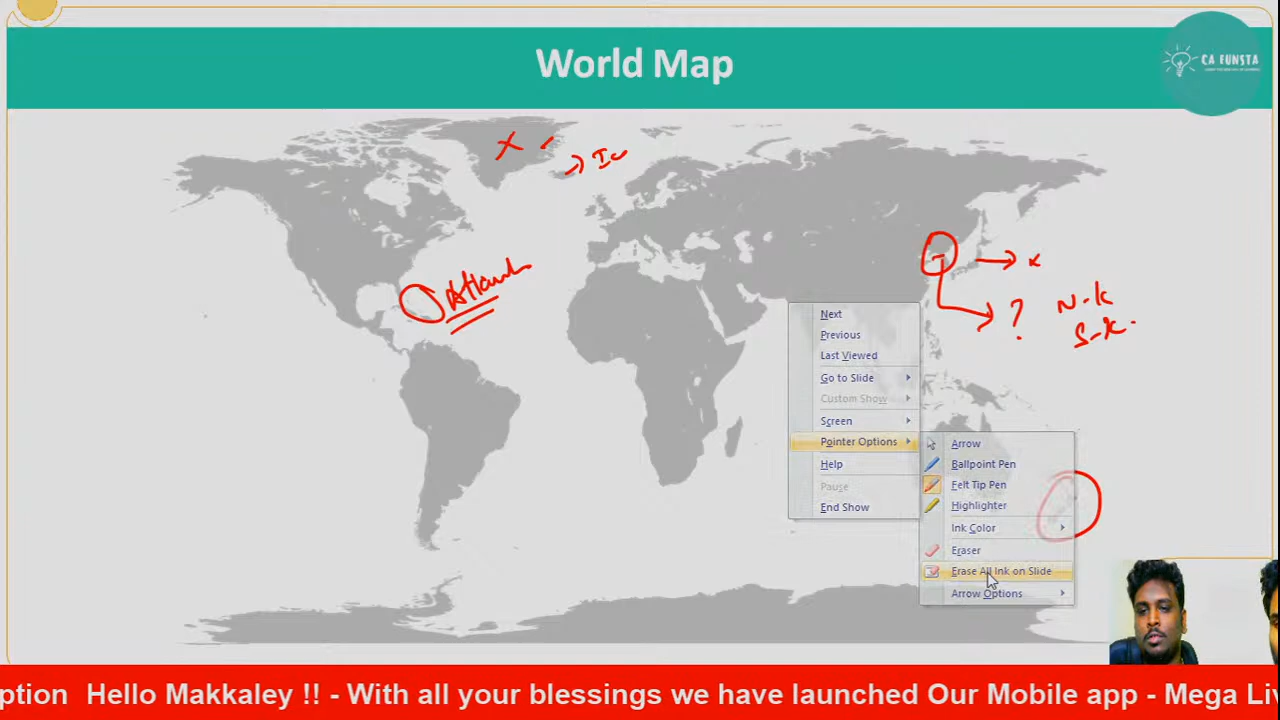 World Map
CA FUNSTA
X
x
?
N-k
S-k.
Next
Previous
Last Viewed
Go to Slide
Custom Show
Screen
Pointer Options
Help
Pause
End Show
Arrow
Ballpoint Pen
Felt Tip Pen
Highlighter
Ink Color
Eraser
Erase All Ink on Slide
Arrow Options
ption Hello Makkaley !! - With all your blessings we have launched Our Mobile app - Mega Liv